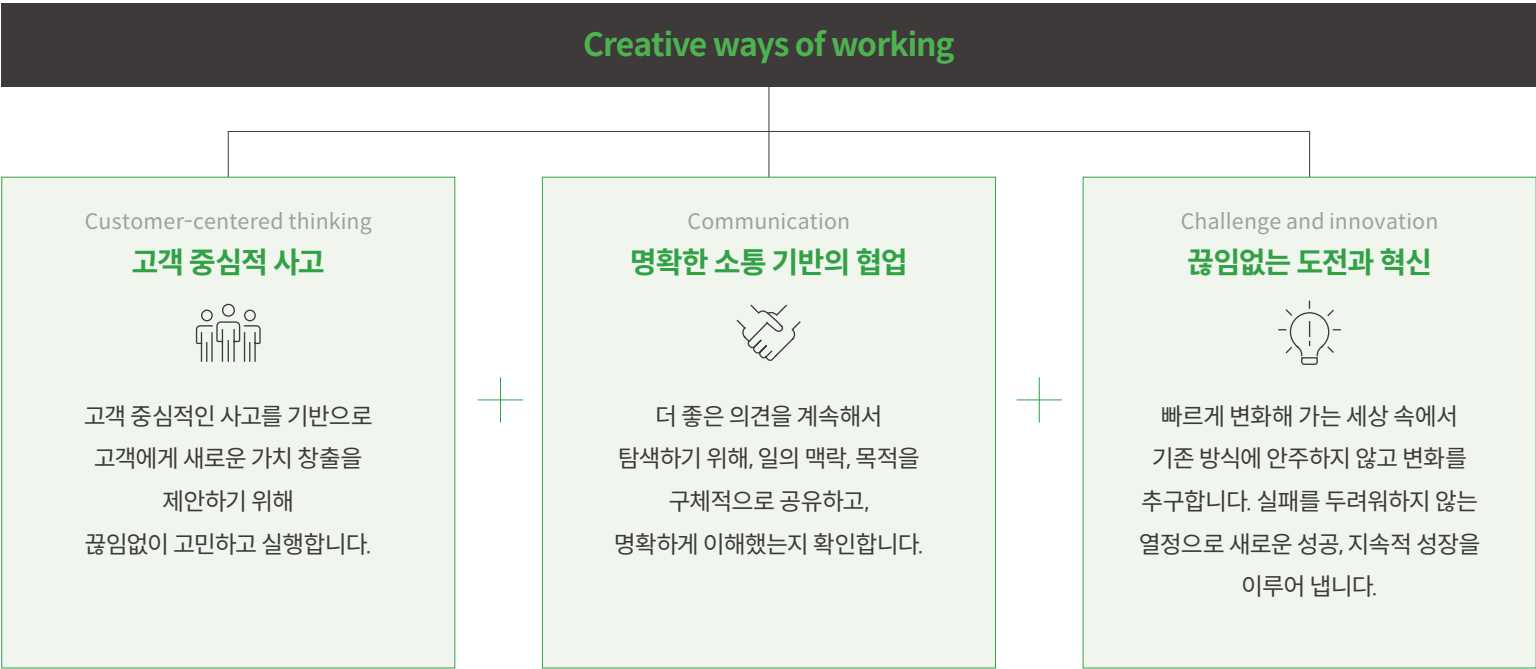 Creative ways of working
Customer-centered thinking
고객 중심적 사고
고객 중심적인 사고를 기반으로
고객에게 새로운 가치 창출을
제안하기 위해
끊임없이 고민하고 실행합니다.
Communication
명확한 소통 기반의 협업
더 좋은 의견을 계속해서
탐색하기 위해, 일의 맥락, 목적을
구체적으로 공유하고,
명확하게 이해했는지 확인합니다.
Challenge and innovation
끊임없는 도전과 혁신
빠르게 변화해 가는 세상 속에서
기존 방식에 안주하지 않고 변화를
추구합니다. 실패를 두려워하지 않는
열정으로 새로운 성공, 지속적 성장을
이루어 냅니다.